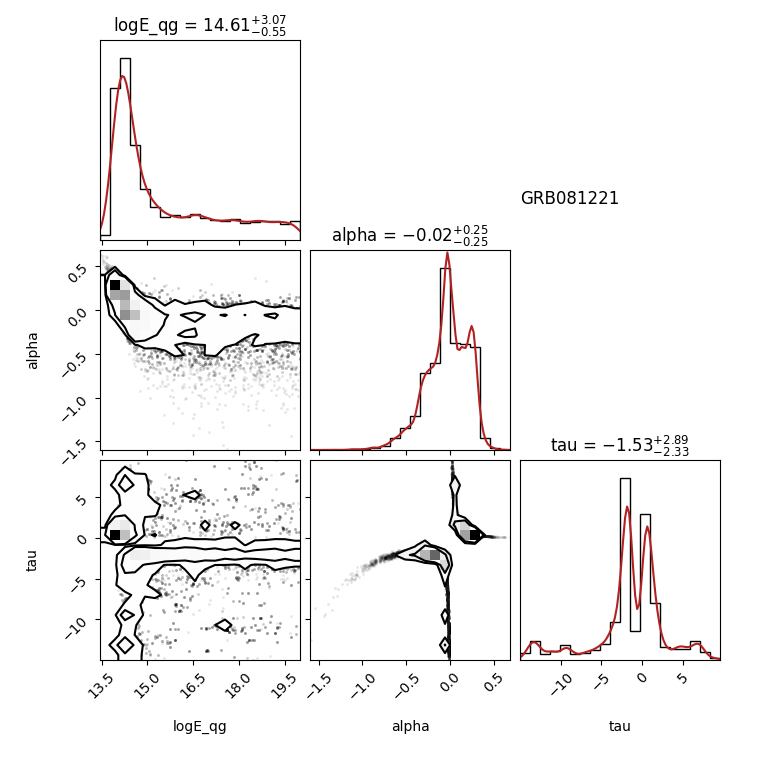 logE_qg = 14.61+3.07−0.55
GRB081221
alpha = −0.02+0.25−0.25
0.5
0.0
−0.5
−1.0
−1.5
alpha
tau = −1.53+2.89−2.33
5
0
−5
−10
tau
13.5 15.0 16.5 18.0 19.5
−1.5 −1.0 −0.5 0.0 0.5
−10 −5 0 5
logE_qg alpha tau